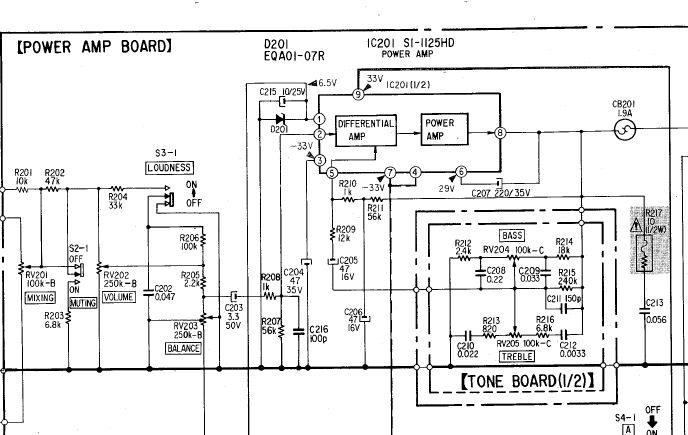 【POWER AMP BOARD】
D201
EQA01-07R
IC201 SI-1125HD
POWER AMP
6.5V
33V
IC201 (1/2)
C215 10/25V
D201
9
1
2
3
5
7
4
6
8
DIFFERENTIAL
AMP
POWER
AMP
CB201
1.9A
-33V
-33V
29V
C207 220/35V
S3-1
LOUDNESS
ON
OFF
R201
10k
R202
47k
R204
33k
R210
1k
R211
56k
R209
12k
R217
10
(1/2W)
R206
100k
R205
2.2k
S2-1
OFF
ON
MUTING
RV201
100k-B
MIXING
RV202
250k-B
VOLUME
R203
6.8k
C202
0.047
RV203
250k-B
BALANCE
C203
3.3
50V
R208
1k
R207
56k
C204
47
35V
C216
100p
C205
47
16V
C206
47
16V
BASS
R212
2.4k
RV204 100k-C
R214
18k
C208
0.22
C209
0.033
R215
240k
C211 150p
R213
820
R216
6.8k
C210
0.022
RV205 100k-C
TREBLE
C212
0.0033
C213
0.056
【TONE BOARD(1/2)】
S4-1
A
OFF
ON